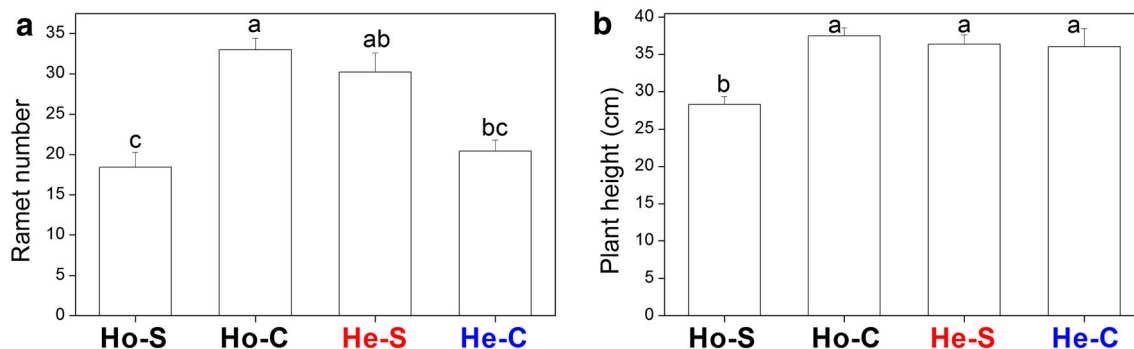 a
Ramet number
35
30
25
20
15
10
5
0
c
a
ab
bc
Ho-S Ho-C He-S He-C
b
Plant height (cm)
40
35
30
25
20
15
10
5
0
b
a
a
a
Ho-S Ho-C He-S He-C